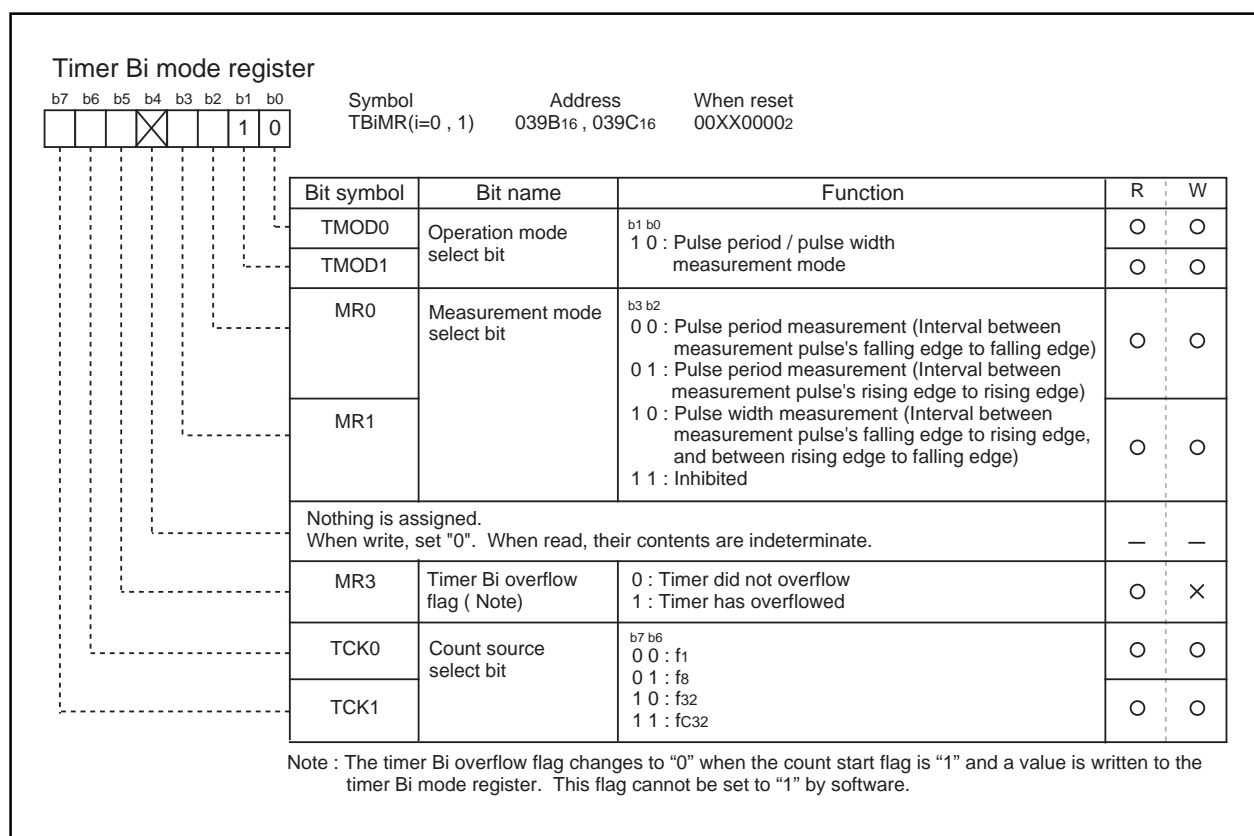 Timer Bi mode register
b7 b6 b5 b4 b3 b2 b1 b0
1 0
Symbol Address When reset
TBiMR(i=0 , 1) 039B16 , 039C16 00XX00002
Bit symbol Bit name Function R W
TMOD0 Operation mode select bit
TMOD1
b1 b0
1 0 : Pulse period / pulse width
measurement mode
MR0 Measurement mode
select bit
MR1
b3 b2
0 0 : Pulse period measurement (Interval between
measurement pulse's falling edge to falling edge)
0 1 : Pulse period measurement (Interval between
measurement pulse's rising edge to rising edge)
1 0 : Pulse width measurement (Interval between
measurement pulse's falling edge to rising edge,
and between rising edge to falling edge)
1 1 : Inhibited
Nothing is assigned.
When write, set "0". When read, their contents are indeterminate.
MR3 Timer Bi overflow
flag ( Note)
0 : Timer did not overflow
1 : Timer has overflowed
TCK0 Count source
select bit
TCK1
b7 b6
0 0 : f1
0 1 : f8
1 0 : f32
1 1 : fC32
Note : The timer Bi overflow flag changes to “0” when the count start flag is “1” and a value is written to the
timer Bi mode register. This flag cannot be set to “1” by software.